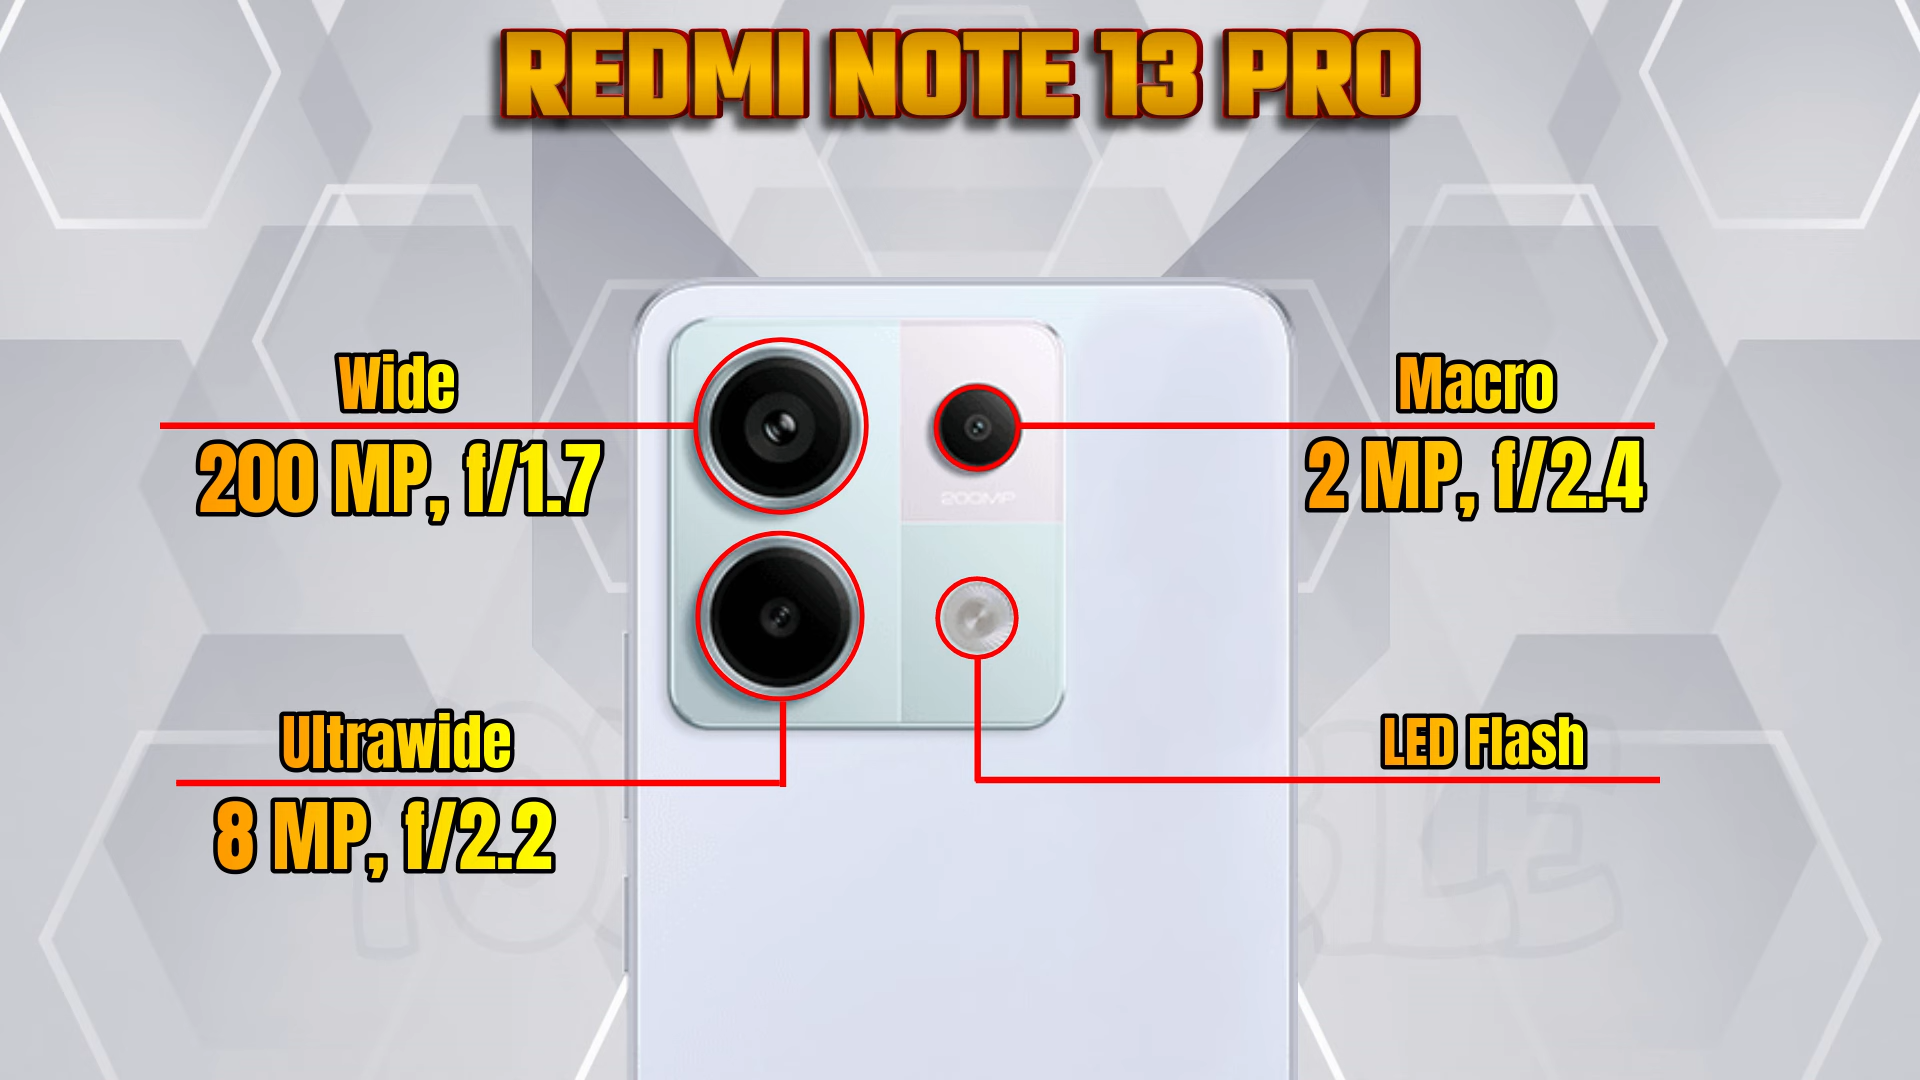 REDMI NOTE 13 PRO
Wide
200 MP, f/1.7
Macro
2 MP, f/2.4
200MP
Ultrawide
8 MP, f/2.2
LED Flash